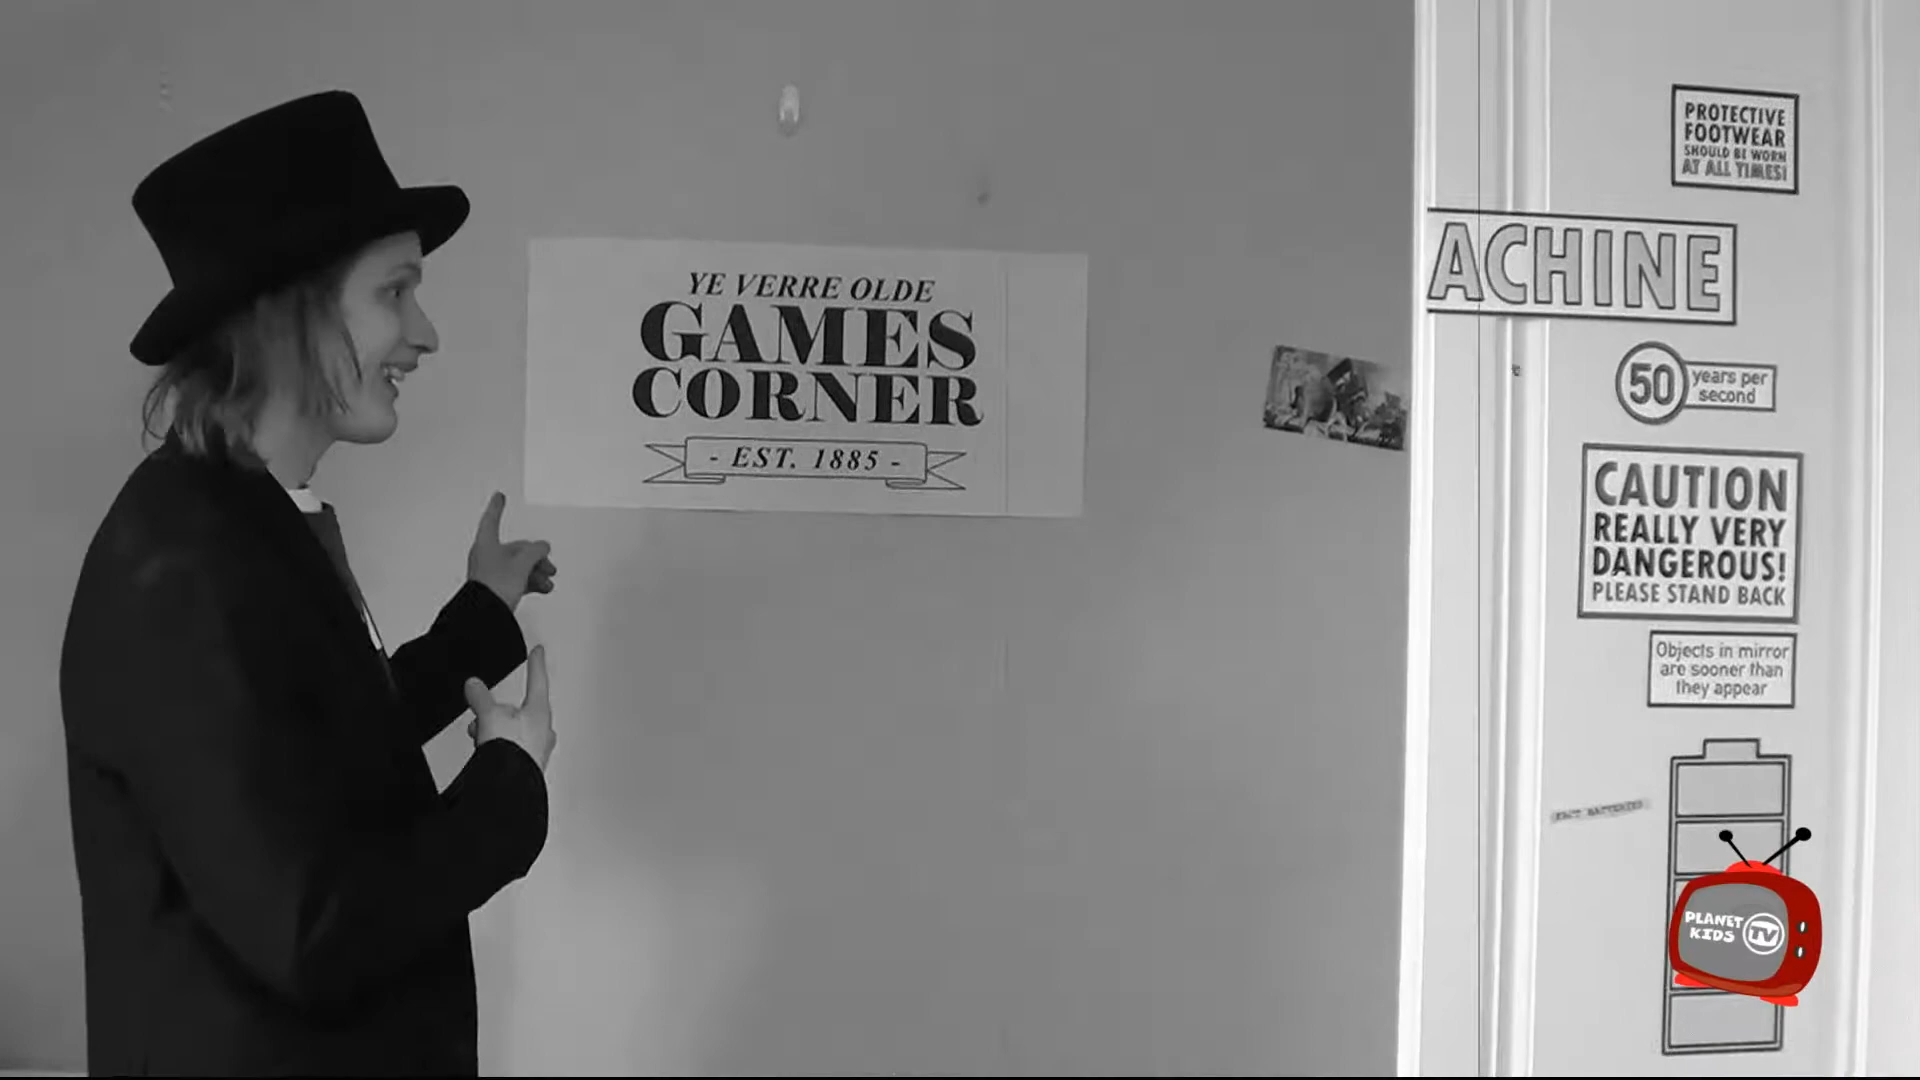 YE VERRE OLDE
GAMES
CORNER
- EST. 1885 -
PROTECTIVE
FOOTWEAR
SHOULD BE WORN
AT ALL TIMES!
ACHINE
50
years per
second
CAUTION
REALLY VERY
DANGEROUS!
PLEASE STAND BACK
Objects in mirror
are sooner than
they appear
PLANET
KIDS
TV